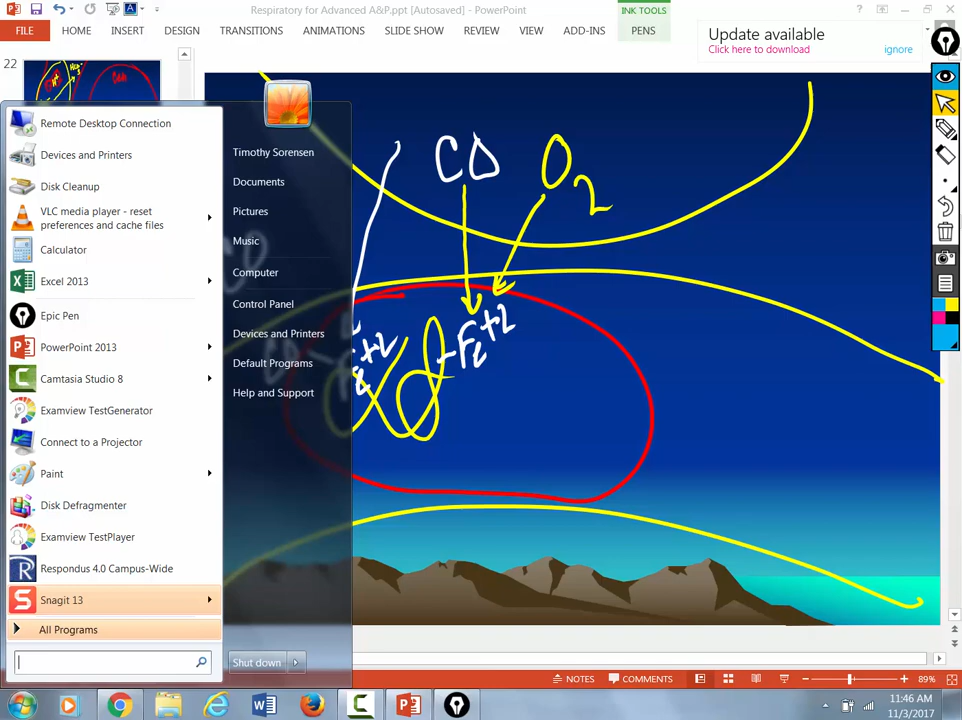 Respiratory for Advanced A&P.ppt [Autosaved] - PowerPoint
INK TOOLS
FILE HOME INSERT DESIGN TRANSITIONS ANIMATIONS SLIDE SHOW REVIEW VIEW ADD-INS PENS
Update available
Click here to download ignore
22
Remote Desktop Connection
Devices and Printers
Disk Cleanup
VLC media player - reset
preferences and cache files
Calculator
Excel 2013
Epic Pen
PowerPoint 2013
Camtasia Studio 8
Examview TestGenerator
Connect to a Projector
Paint
Disk Defragmenter
Examview TestPlayer
Respondus 4.0 Campus-Wide
Snagit 13
All Programs
Timothy Sorensen
Documents
Pictures
Music
Computer
Control Panel
Devices and Printers
Default Programs
Help and Support
Shut down
CO O2
-Fe+2
+2
NOTES COMMENTS 89%
11:46 AM
11/3/2017